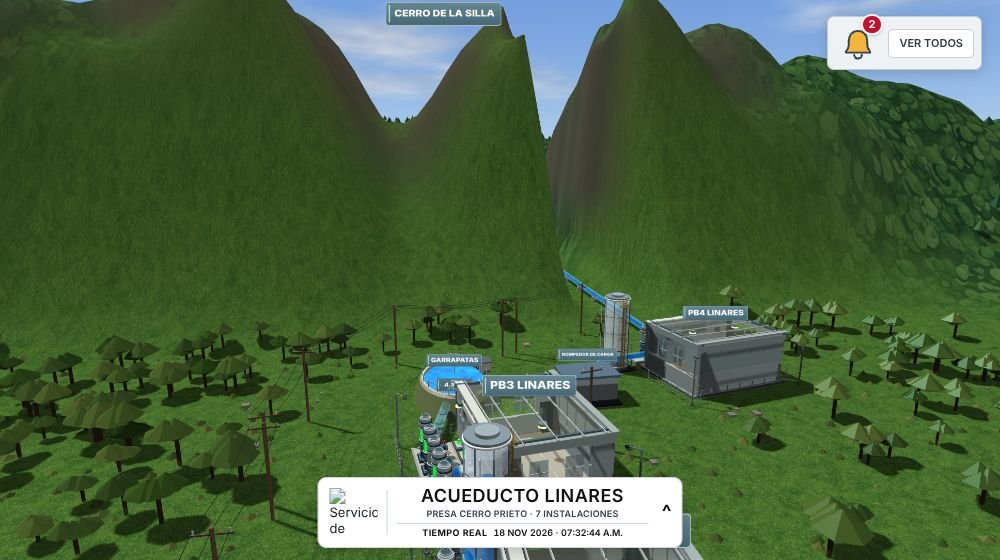 CERRO DE LA SILLA
2
VER TODOS
PB4 LINARES
ROMPEDOR DE CARGA
GARRAPATAS
PB3 LINARES
Servicio
de
ACUEDUCTO LINARES
PRESA CERRO PRIETO · 7 INSTALACIONES
TIEMPO REAL 18 NOV 2026 · 07:32:44 A.M.